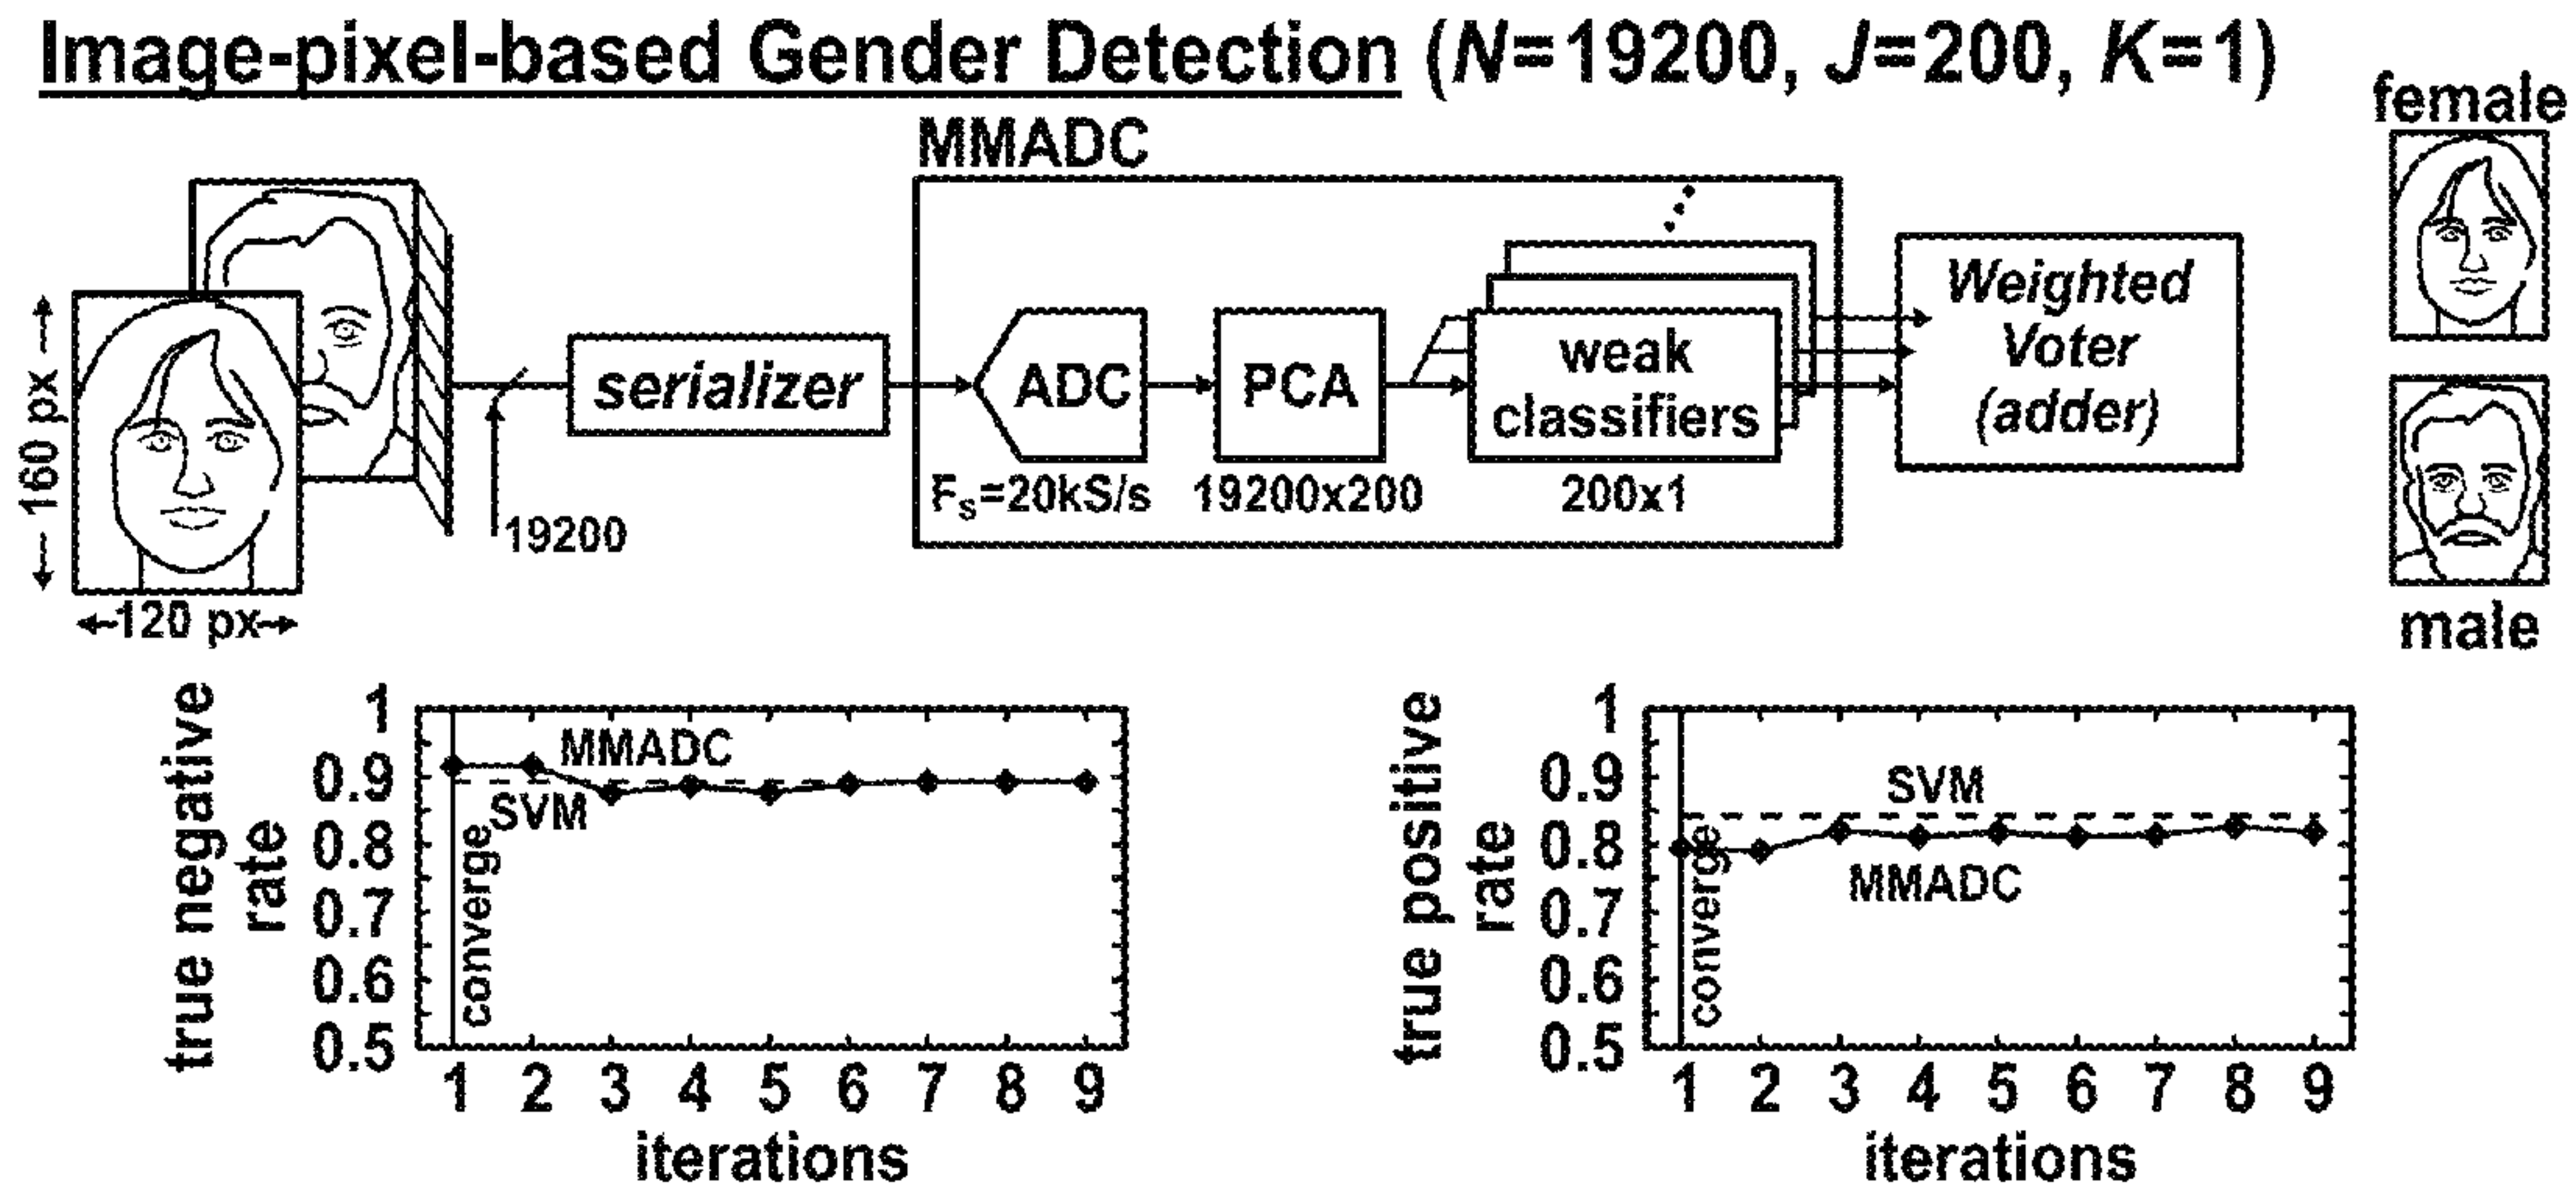 Image-pixel-based Gender Detection (N=19200, J=200, K=1)
female
MMADC
160 px
120 px
19200
serializer
ADC
PCA
weak
classifiers
Weighted
Voter
(adder)
Fs=20kS/s
19200x200
200x1
male
true negative
rate
1
0.9
0.8
0.7
0.6
0.5
MMADC
SVM
converge
1 2 3 4 5 6 7 8 9
iterations
true positive
rate
1
0.9
0.8
0.7
0.6
0.5
SVM
MMADC
converge
1 2 3 4 5 6 7 8 9
iterations